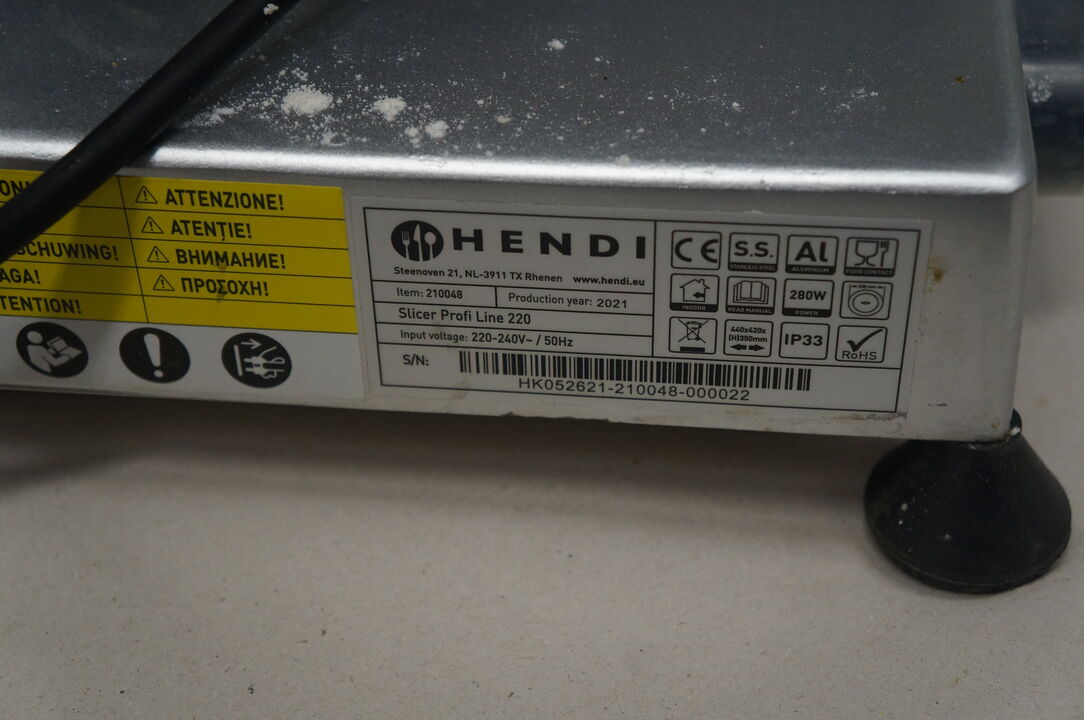 ATTENZIONE!
ATENȚIE!
SCHUWING!
ВНИМАНИЕ!
AGA!
ΠΡΟΣΟΧΗ!
TENTION!
HENDI
Steenoven 21, NL-3911 TX Rhenen www.hendi.eu
Item: 210048
Production year: 2021
Slicer Profi Line 220
Input voltage: 220-240V~ / 50Hz
S/N:
HK052621-210048-000022
CE
S.S.
STAINLESS STEEL
Al
ALUMINIUM
FOOD CONTACT
INDOOR
READ MANUAL
280W
POWER
440x420x
(H)350mm
IP33
RoHS